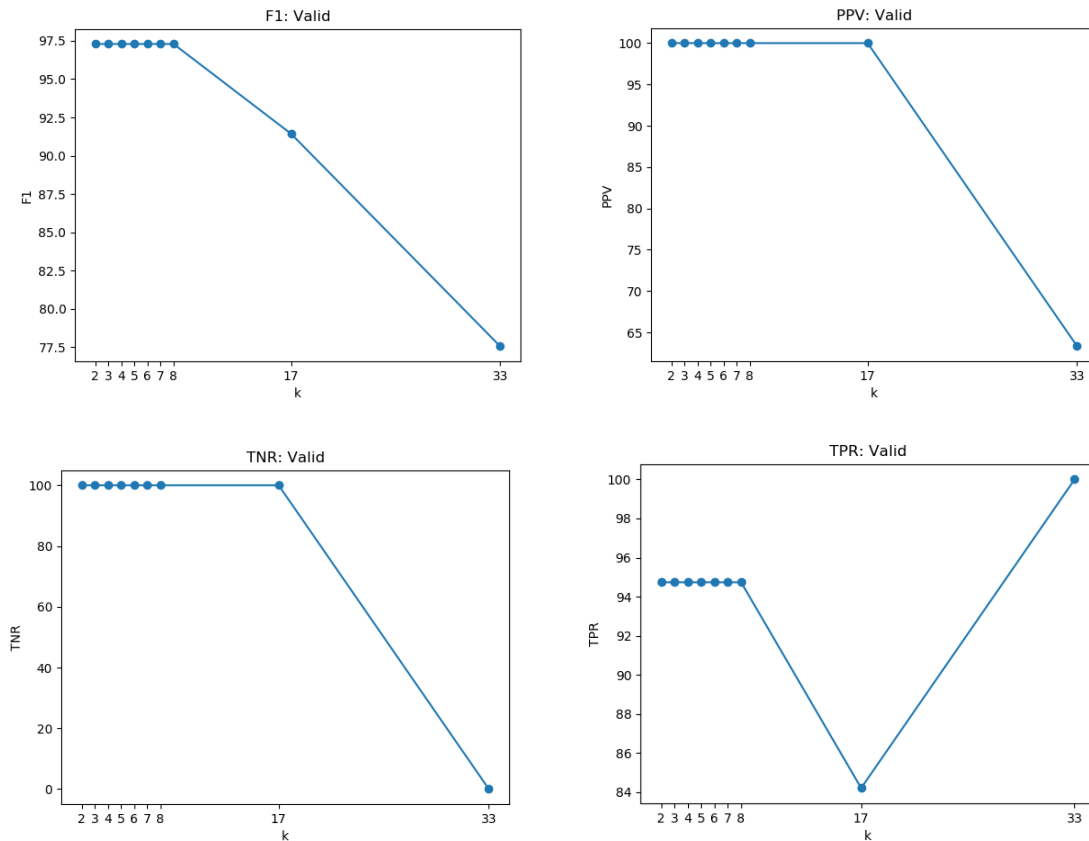 F1: Valid
97.5
95.0
92.5
90.0
87.5
85.0
82.5
80.0
77.5
F1
2 3 4 5 6 7 8 17 33
k
PPV: Valid
100
95
90
85
80
75
70
65
PPV
2 3 4 5 6 7 8 17 33
k
TNR: Valid
100
80
60
40
20
0
TNR
2 3 4 5 6 7 8 17 33
k
TPR: Valid
100
98
96
94
92
90
88
86
84
TPR
2 3 4 5 6 7 8 17 33
k